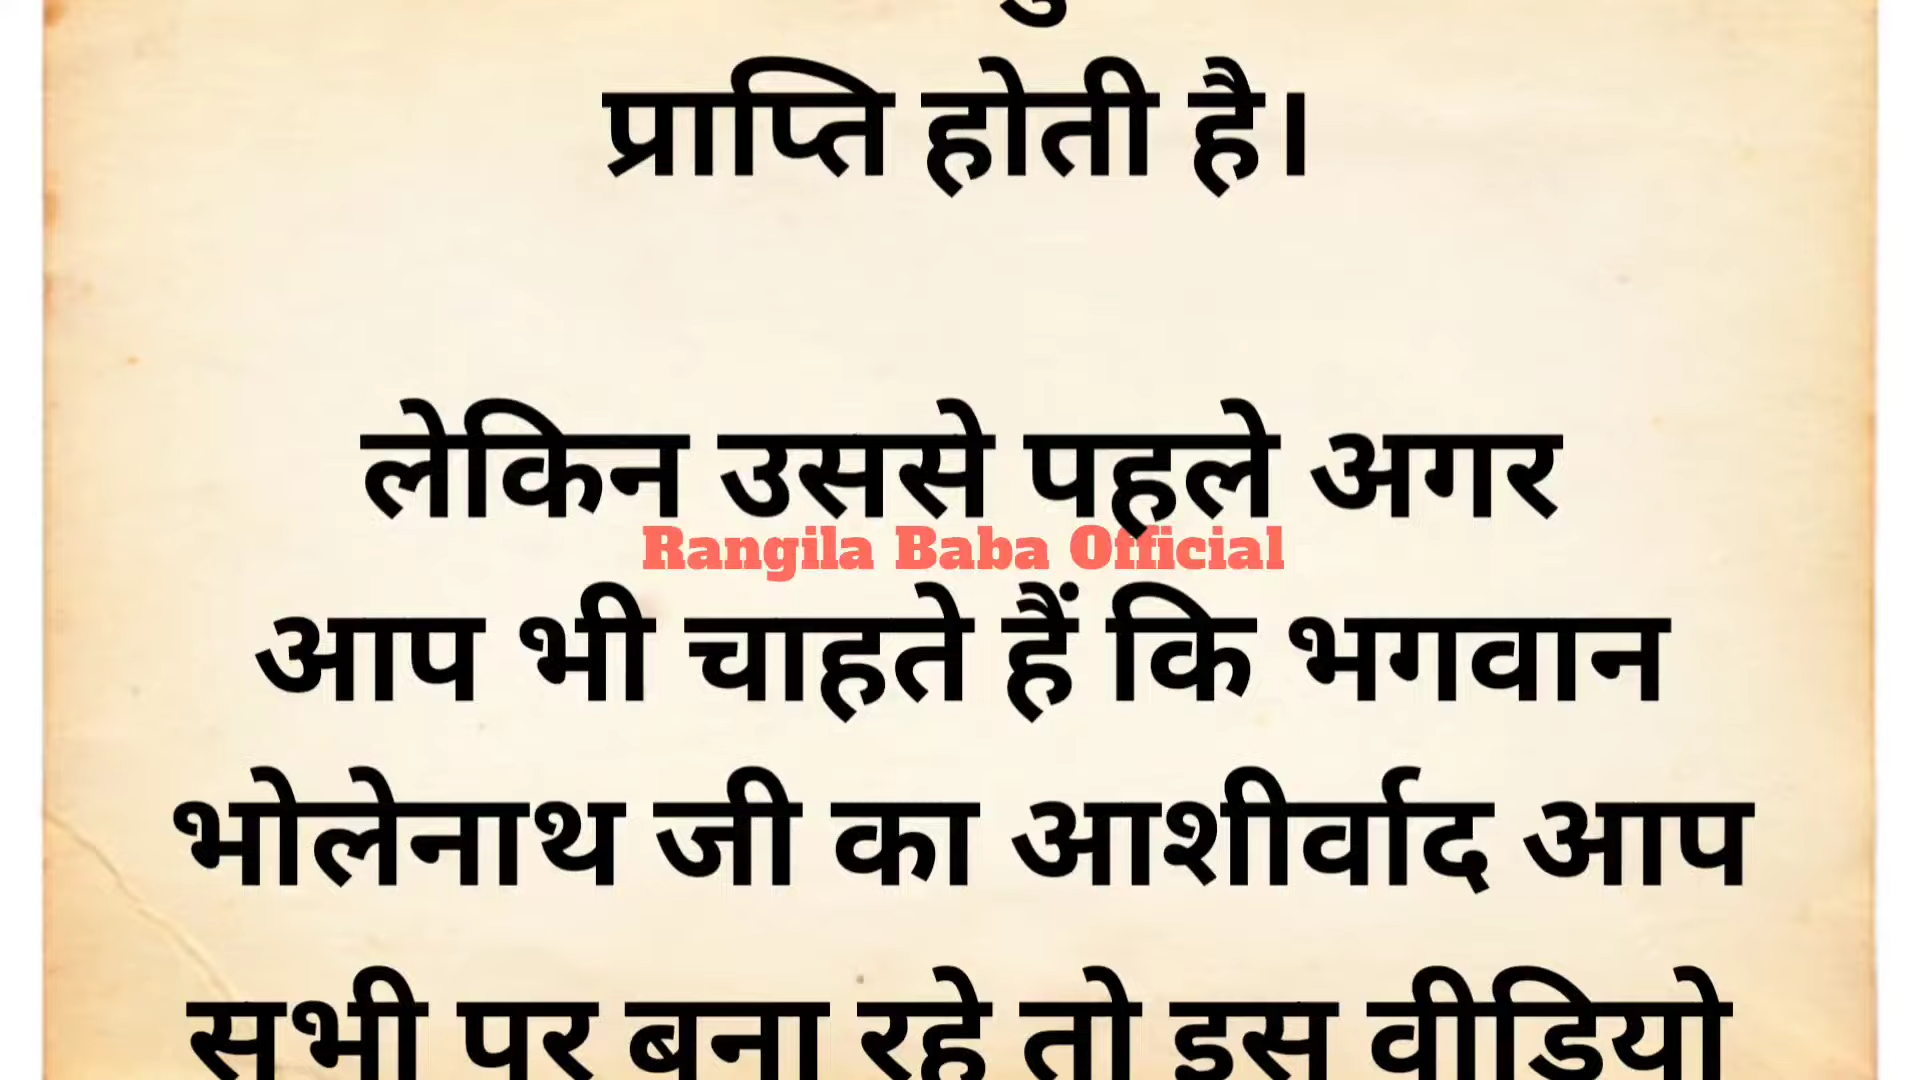 प्राप्ति होती है।
लेकिन उससे पहले अगर
Rangila Baba Official
आप भी चाहते हैं कि भगवान
भोलेनाथ जी का आशीर्वाद आप
सभी पर बना रहे तो इस वीडियो